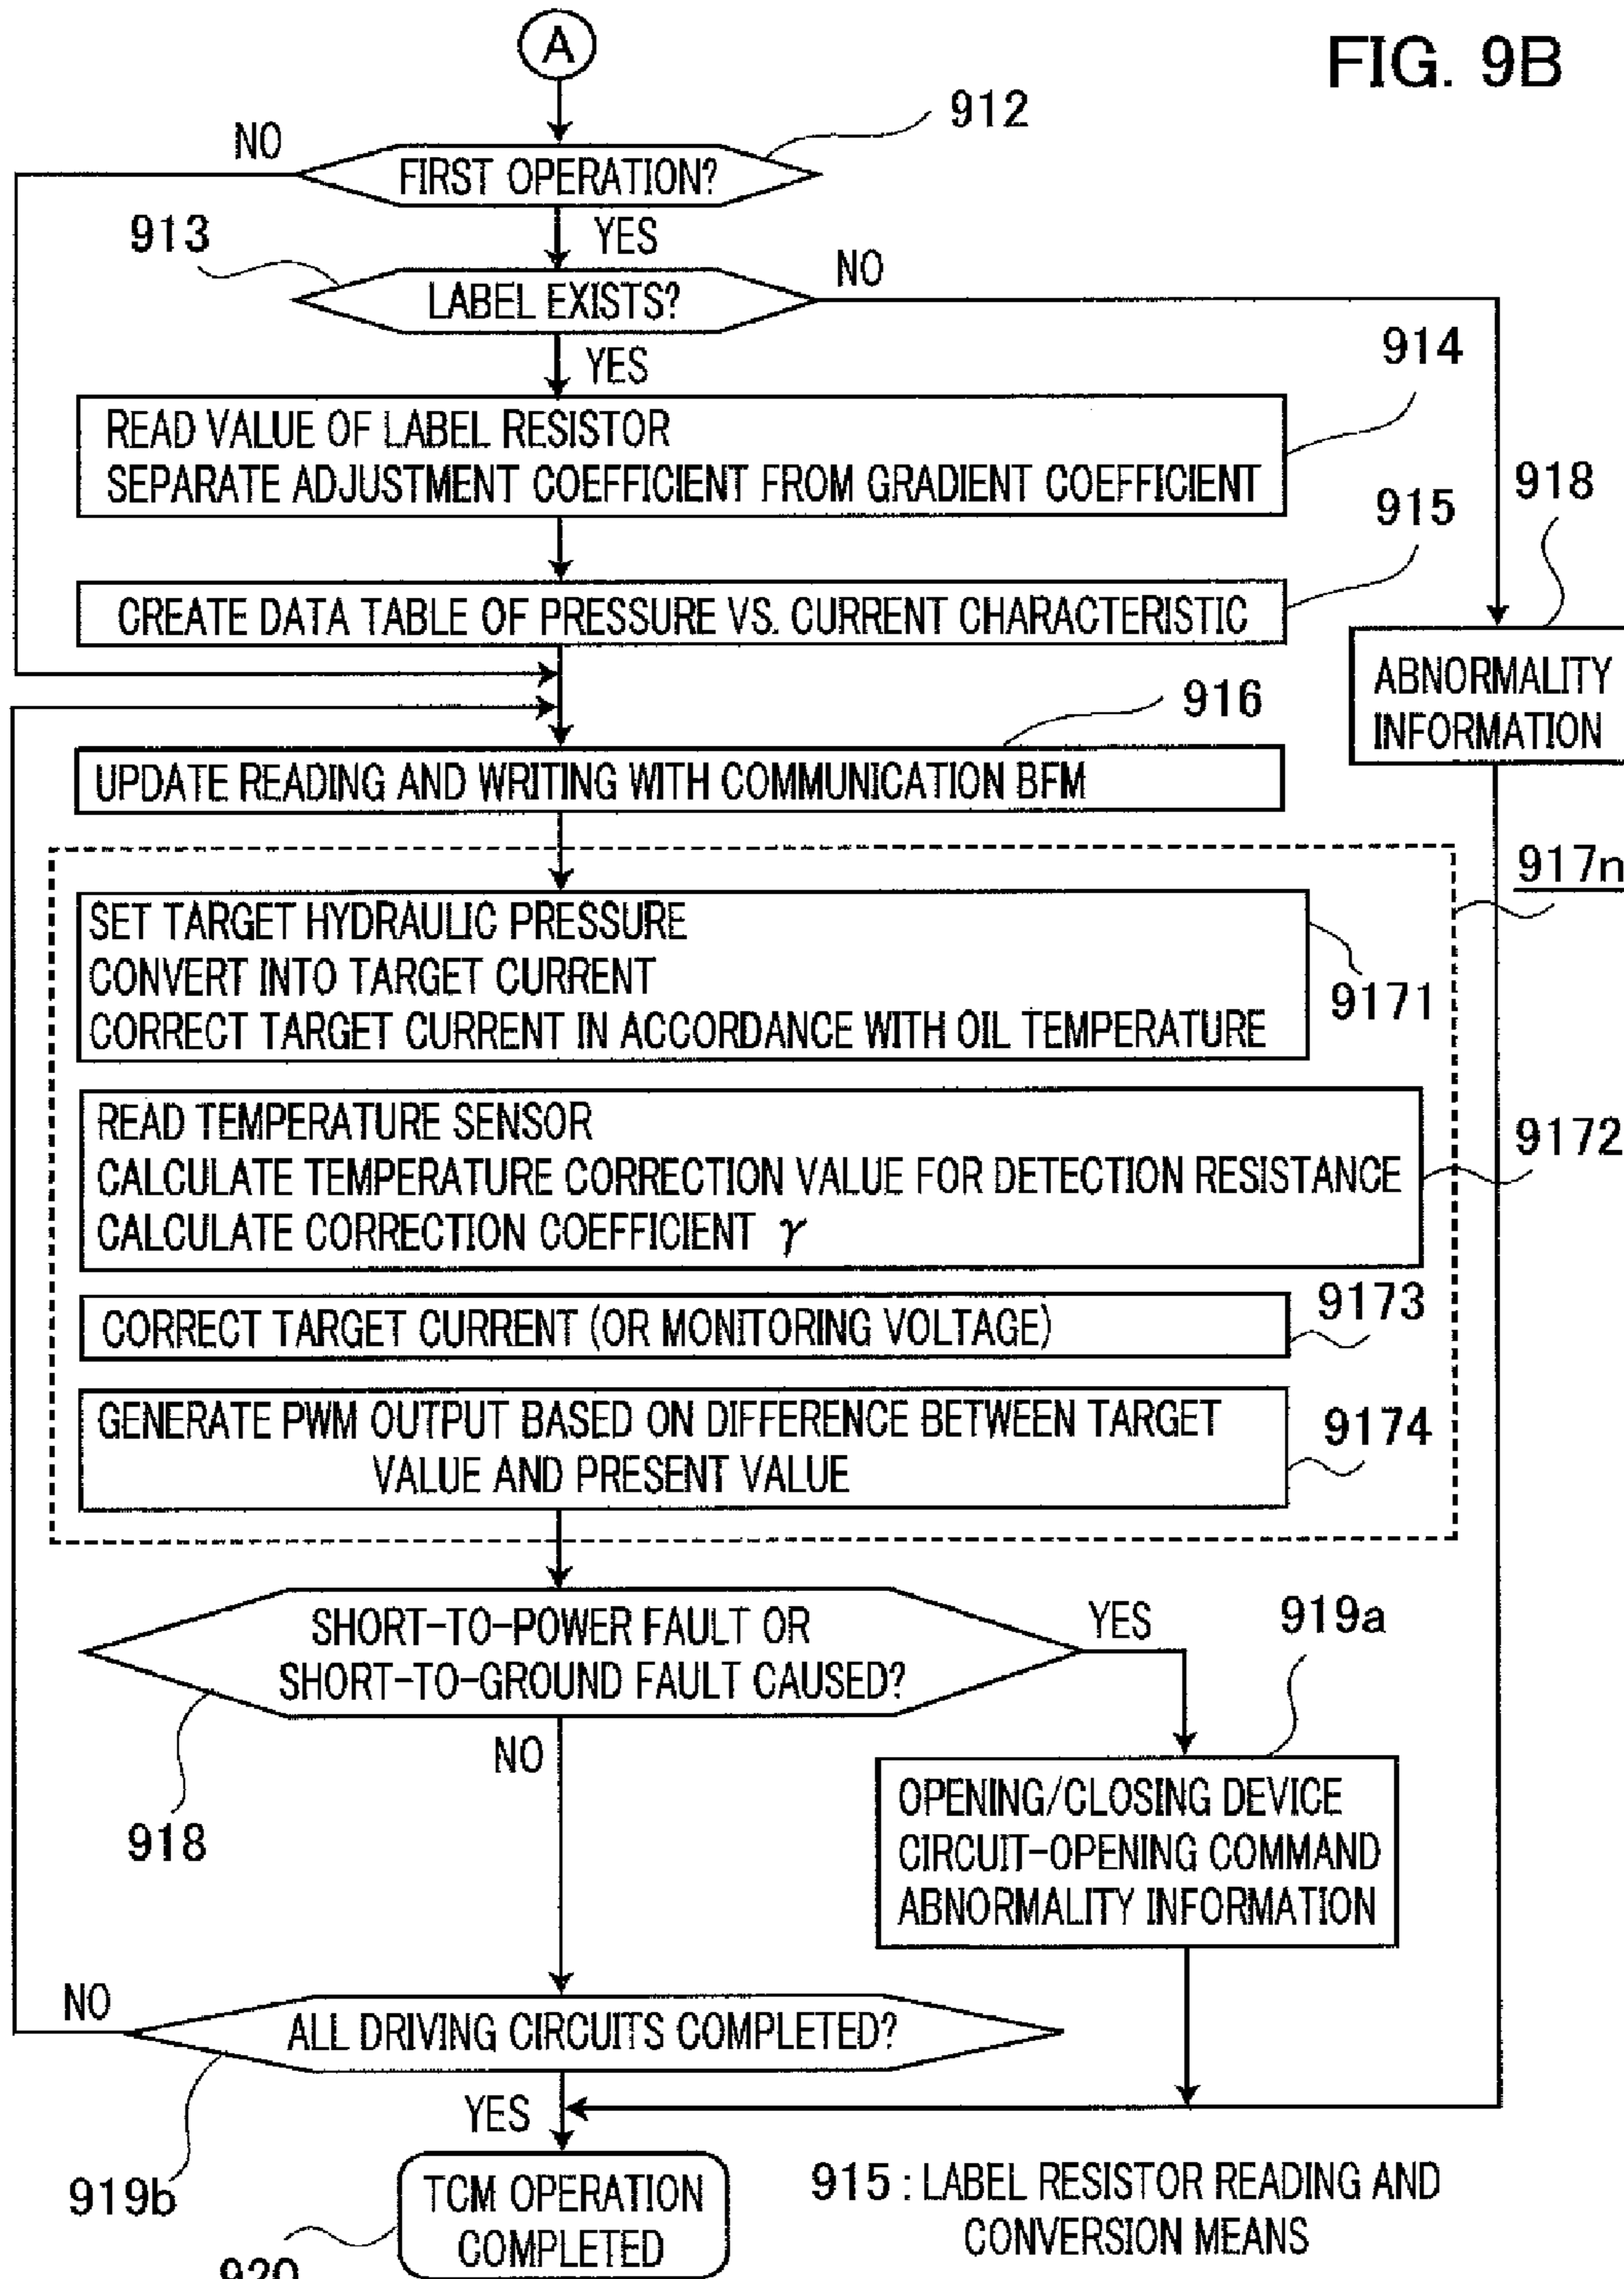 FIG. 9B
A
912
NO
FIRST OPERATION?
YES
913
NO
LABEL EXISTS?
YES
914
READ VALUE OF LABEL RESISTOR
SEPARATE ADJUSTMENT COEFFICIENT FROM GRADIENT COEFFICIENT
918
915
CREATE DATA TABLE OF PRESSURE VS. CURRENT CHARACTERISTIC
ABNORMALITY
INFORMATION
916
UPDATE READING AND WRITING WITH COMMUNICATION BFM
917n
SET TARGET HYDRAULIC PRESSURE
CONVERT INTO TARGET CURRENT
CORRECT TARGET CURRENT IN ACCORDANCE WITH OIL TEMPERATURE
9171
READ TEMPERATURE SENSOR
CALCULATE TEMPERATURE CORRECTION VALUE FOR DETECTION RESISTANCE
CALCULATE CORRECTION COEFFICIENT γ
9172
CORRECT TARGET CURRENT (OR MONITORING VOLTAGE)
9173
GENERATE PWM OUTPUT BASED ON DIFFERENCE BETWEEN TARGET
VALUE AND PRESENT VALUE
9174
SHORT-TO-POWER FAULT OR
SHORT-TO-GROUND FAULT CAUSED?
YES
919a
NO
918
OPENING/CLOSING DEVICE
CIRCUIT-OPENING COMMAND
ABNORMALITY INFORMATION
NO
ALL DRIVING CIRCUITS COMPLETED?
YES
919b
TCM OPERATION
COMPLETED
920
915 : LABEL RESISTOR READING AND
CONVERSION MEANS